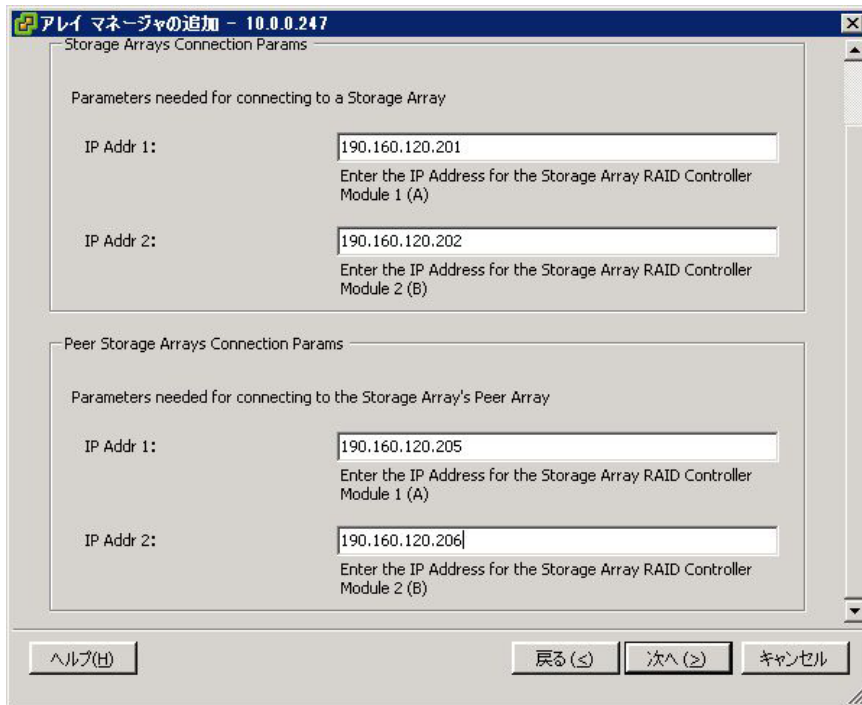 アレイ マネージャの追加 - 10.0.0.247
Storage Arrays Connection Params
Parameters needed for connecting to a Storage Array
IP Addr 1:
190.160.120.201
Enter the IP Address for the Storage Array RAID Controller
Module 1 (A)
IP Addr 2:
190.160.120.202
Enter the IP Address for the Storage Array RAID Controller
Module 2 (B)
Peer Storage Arrays Connection Params
Parameters needed for connecting to the Storage Array's Peer Array
IP Addr 1:
190.160.120.205
Enter the IP Address for the Storage Array RAID Controller
Module 1 (A)
IP Addr 2:
190.160.120.206
Enter the IP Address for the Storage Array RAID Controller
Module 2 (B)
ヘルプ(H) 戻る(≤) 次へ(≥) キャンセル